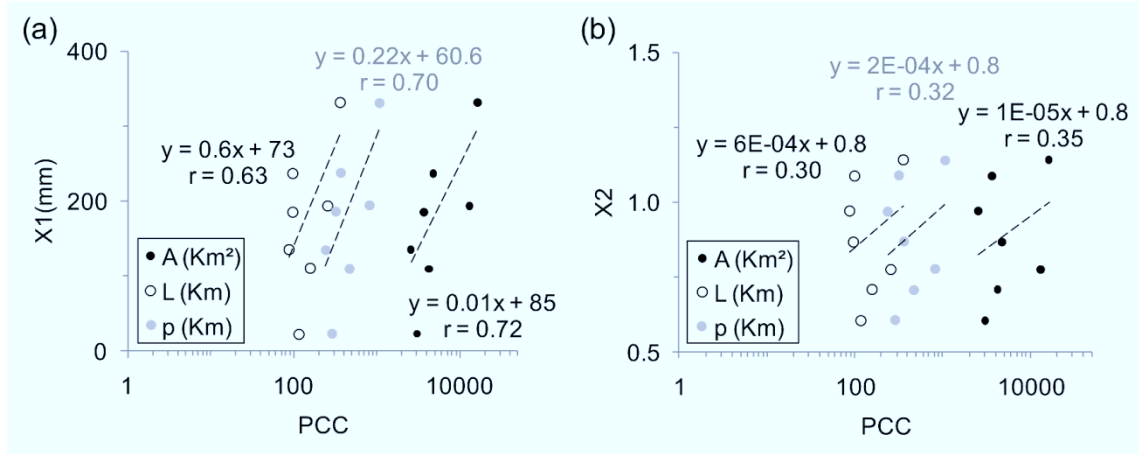 (a)
400
200
0
X1(mm)
y = 0.22x + 60.6
r = 0.70
y = 0.6x + 73
r = 0.63
A (Km²)
L (Km)
p (Km)
y = 0.01x + 85
r = 0.72
1
100
10000
PCC
(b)
1.5
1.0
0.5
X2
y = 2E-04x + 0.8
r = 0.32
y = 1E-05x + 0.8
r = 0.35
y = 6E-04x + 0.8
r = 0.30
A (Km²)
L (Km)
p (Km)
1
100
10000
PCC